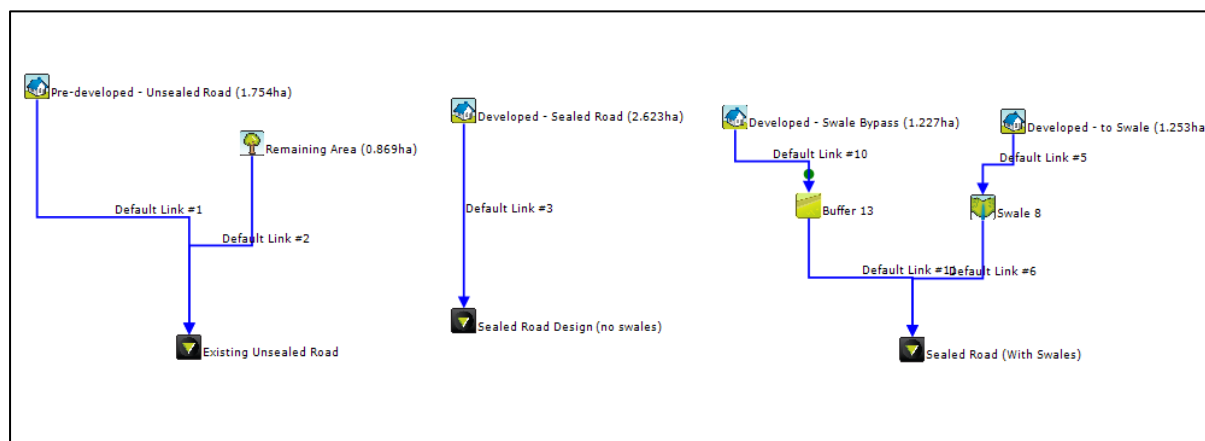 Pre-developed - Unsealed Road (1.754ha)
Remaining Area (0.869ha)
Default Link #1
Default Link #2
Existing Unsealed Road
Developed - Sealed Road (2.623ha)
Default Link #3
Sealed Road Design (no swales)
Developed - Swale Bypass (1.227ha)
Developed - to Swale (1.253ha
Default Link #10
Default Link #5
Buffer 13
Swale 8
Default Link #11
Default Link #6
Sealed Road (With Swales)